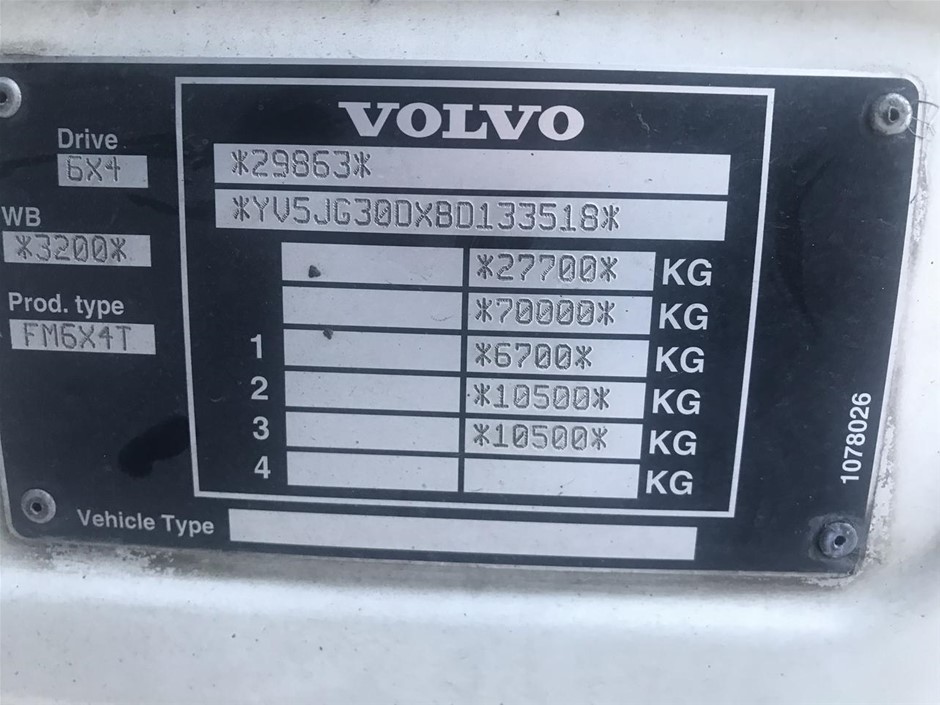 VOLVO
Drive
6X4
*29863*
WB
*3200*
*YV5JG30DXBD133518*
Prod. type
FM6X4T
*27700* KG
*70000* KG
1 *6700* KG
2 *10500* KG
3 *10500* KG
4 KG
Vehicle Type
1078026